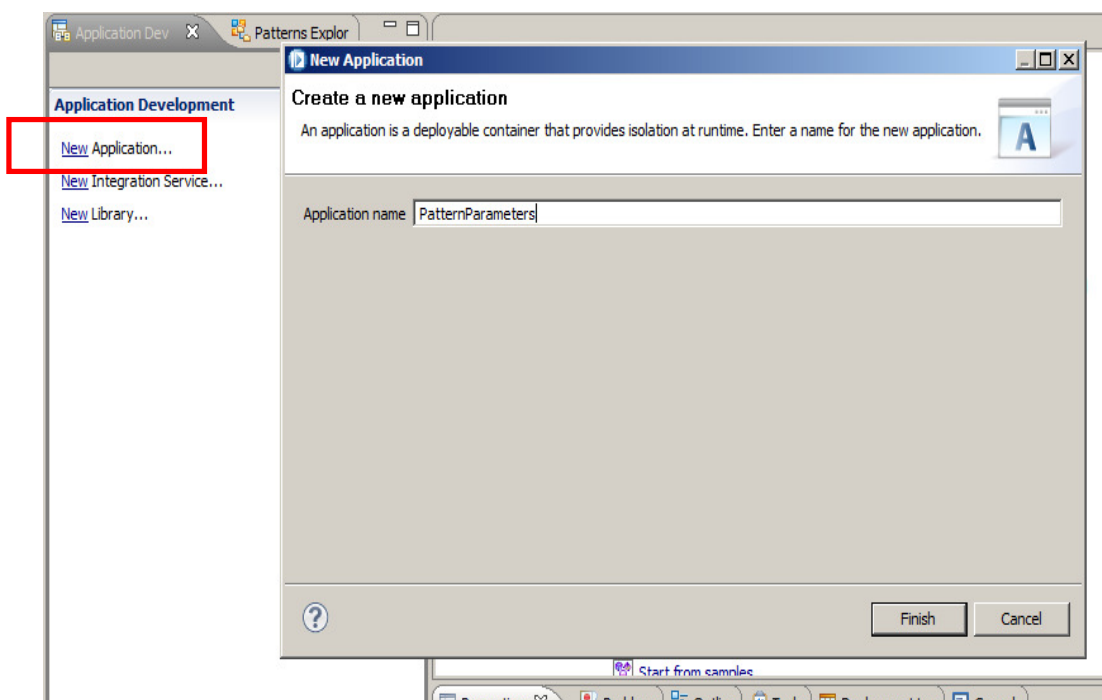 Application Dev
Patterns Explor
New Application
Create a new application
An application is a deployable container that provides isolation at runtime. Enter a name for the new application.
A
Application Development
New Application...
New Integration Service...
New Library...
Application name PatternParameters
Finish Cancel
Start from samples